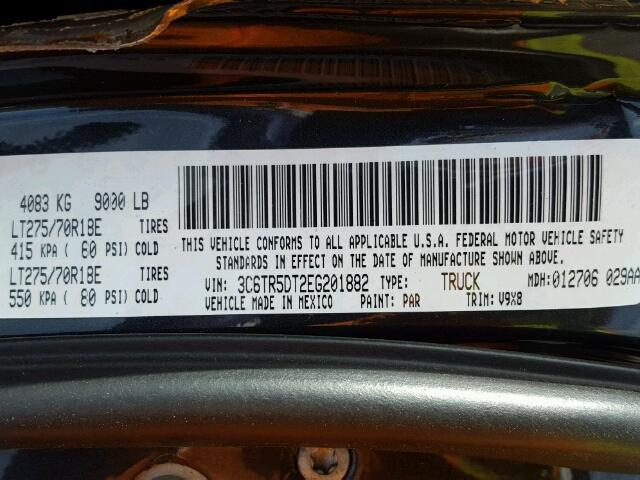 4083 KG 9000 LB
LT275/70R18E TIRES
415 KPA ( 60 PSI) COLD
LT275/70R18E TIRES
550 KPA ( 80 PSI) COLD
THIS VEHICLE CONFORMS TO ALL APPLICABLE U.S.A. FEDERAL MOTOR VEHICLE SAFETY
STANDARDS IN EFFECT ON THE DATE OF MANUFACTURE SHOWN ABOVE.
VIN: 3C6TR5DT2EG201882 TYPE: TRUCK MDH:012706 029AA
VEHICLE MADE IN MEXICO PAINT: PAR TRIM: V9X8